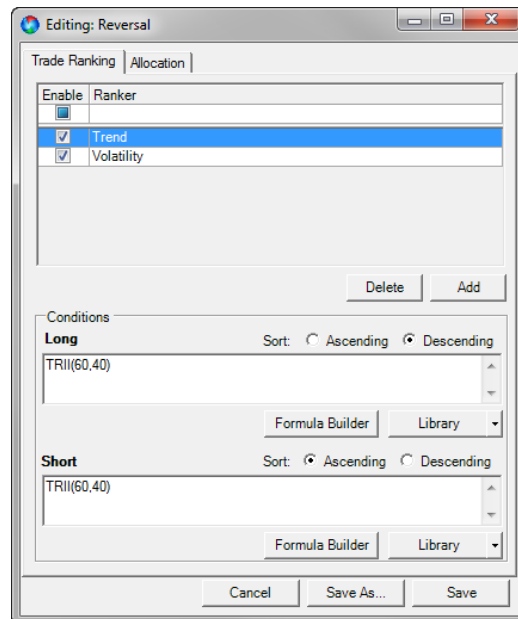 Editing: Reversal
Trade Ranking Allocation
Enable Ranker
Trend
Volatility
Delete Add
Conditions
Long Sort: Ascending Descending
TRII(60,40)
Formula Builder Library
Short Sort: Ascending Descending
TRII(60,40)
Formula Builder Library
Cancel Save As... Save